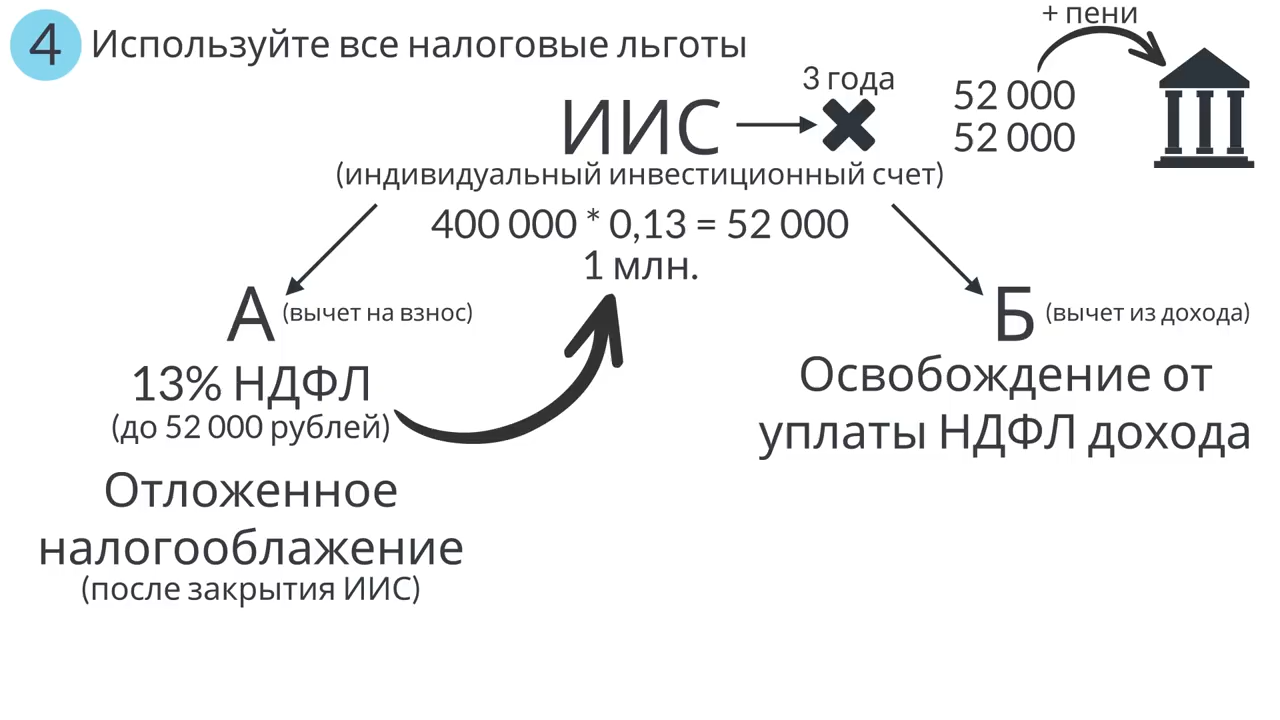 4 Используйте все налоговые льготы
+ пени
3 года
ИИС
52 000
52 000
(индивидуальный инвестиционный счет)
400 000 * 0,13 = 52 000
1 млн.
А (вычет на взнос)
13% НДФЛ
(до 52 000 рублей)
Отложенное
налогооблажение
(после закрытия ИИС)
Б (вычет из дохода)
Освобождение от
уплаты НДФЛ дохода